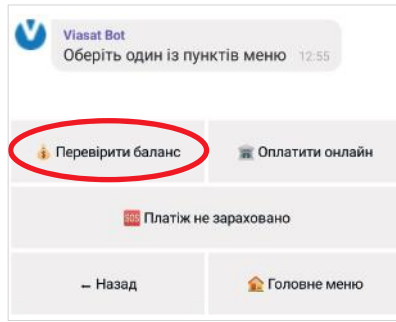 Viasat Bot
Оберіть один із пунктів меню 12:55
💰 Перевірити баланс
🏦 Оплатити онлайн
🆘 Платіж не зараховано
← Назад
🏠 Головне меню